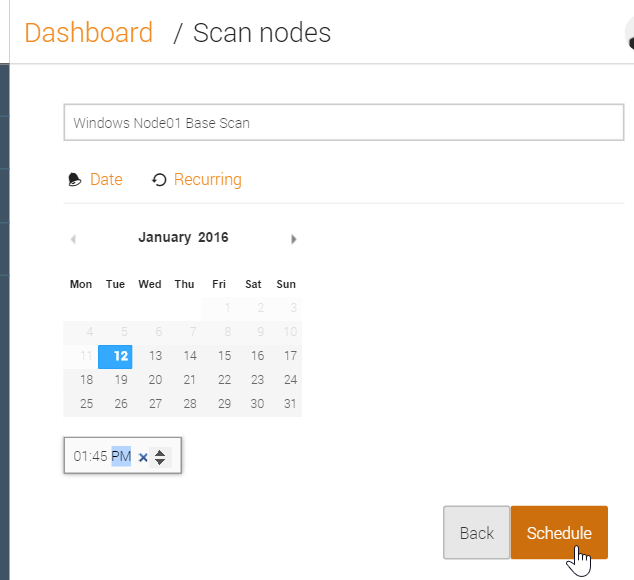 Dashboard / Scan nodes
Windows Node01 Base Scan
Date Recurring
January 2016
Mon Tue Wed Thu Fri Sat Sun
1 2 3
4 5 6 7 8 9 10
11 12 13 14 15 16 17
18 19 20 21 22 23 24
25 26 27 28 29 30 31
01:45 PM
Back Schedule